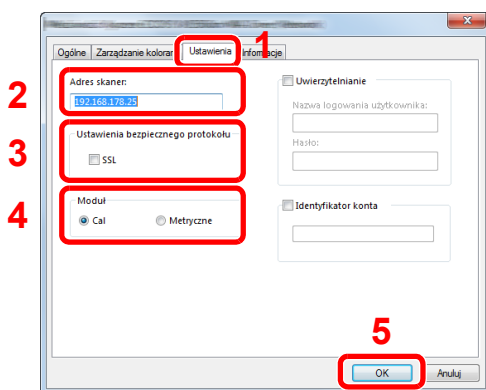 1
Ogólne Zarządzanie kolorar Ustawienia Informacje
2
Adres skaner:
192.168.178.25
3
Ustawienia bezpiecznego protokołu
SSL
4
Moduł
Cal Metryczne
Uwierzytelnianie
Nazwa logowania użytkownika:
Hasło:
Identyfikator konta
5
OK Anuluj